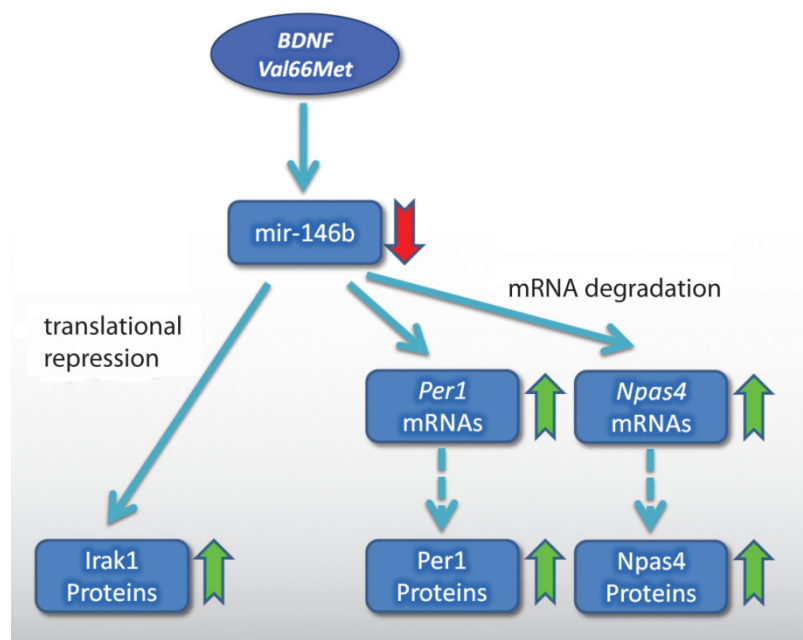 BDNF
Val66Met
mir-146b
mRNA degradation
translational
repression
Per1
mRNAs
Npas4
mRNAs
Irak1
Proteins
Per1
Proteins
Npas4
Proteins